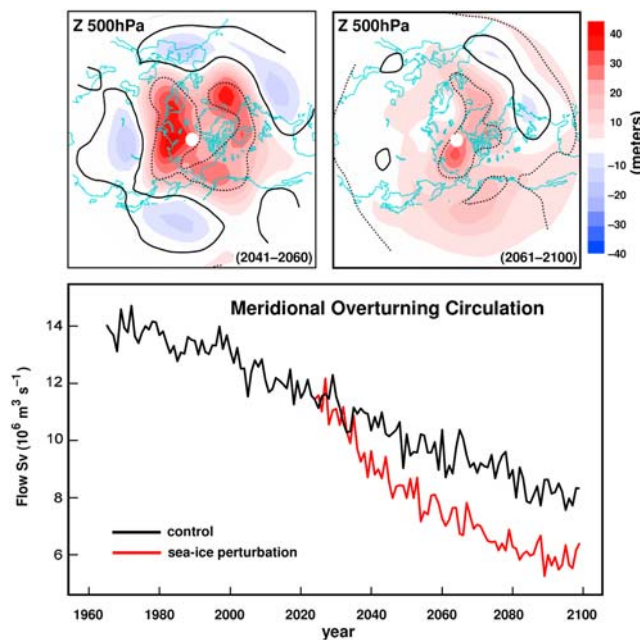 Z 500hPa
(2041–2060)
Z 500hPa
(2061–2100)
40
30
20
10
−10
−20
−30
−40
(meters)
Meridional Overturning Circulation
Flow Sv (10⁶ m³ s⁻¹)
14
12
10
8
6
control
sea-ice perturbation
1960
1980
2000
2020
2040
2060
2080
2100
year